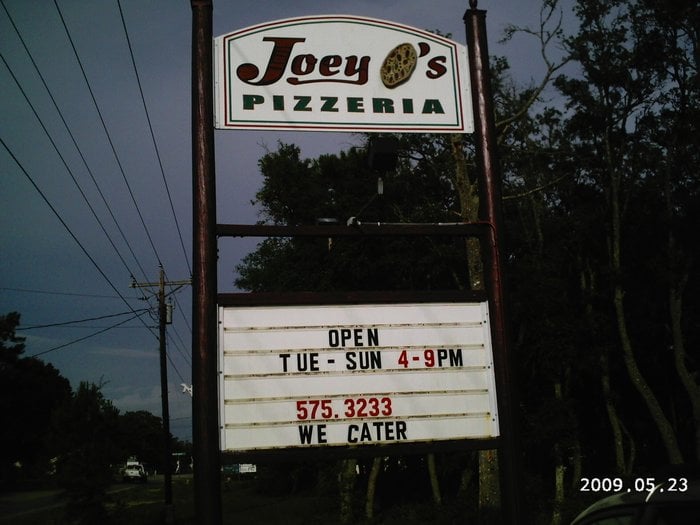 Joey O's
PIZZERIA
OPEN
TUE - SUN 4-9PM
575.3233
WE CATER
2009.05.23